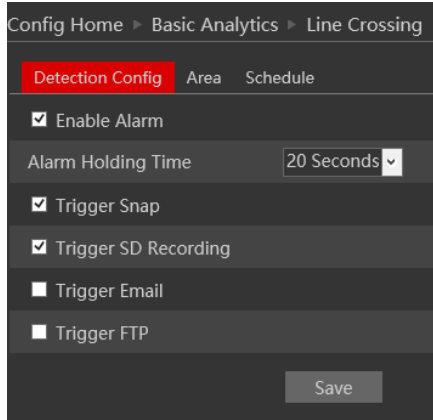 Config Home ▶ Basic Analytics ▶ Line Crossing
Detection Config Area Schedule
Enable Alarm
Alarm Holding Time 20 Seconds
Trigger Snap
Trigger SD Recording
Trigger Email
Trigger FTP
Save